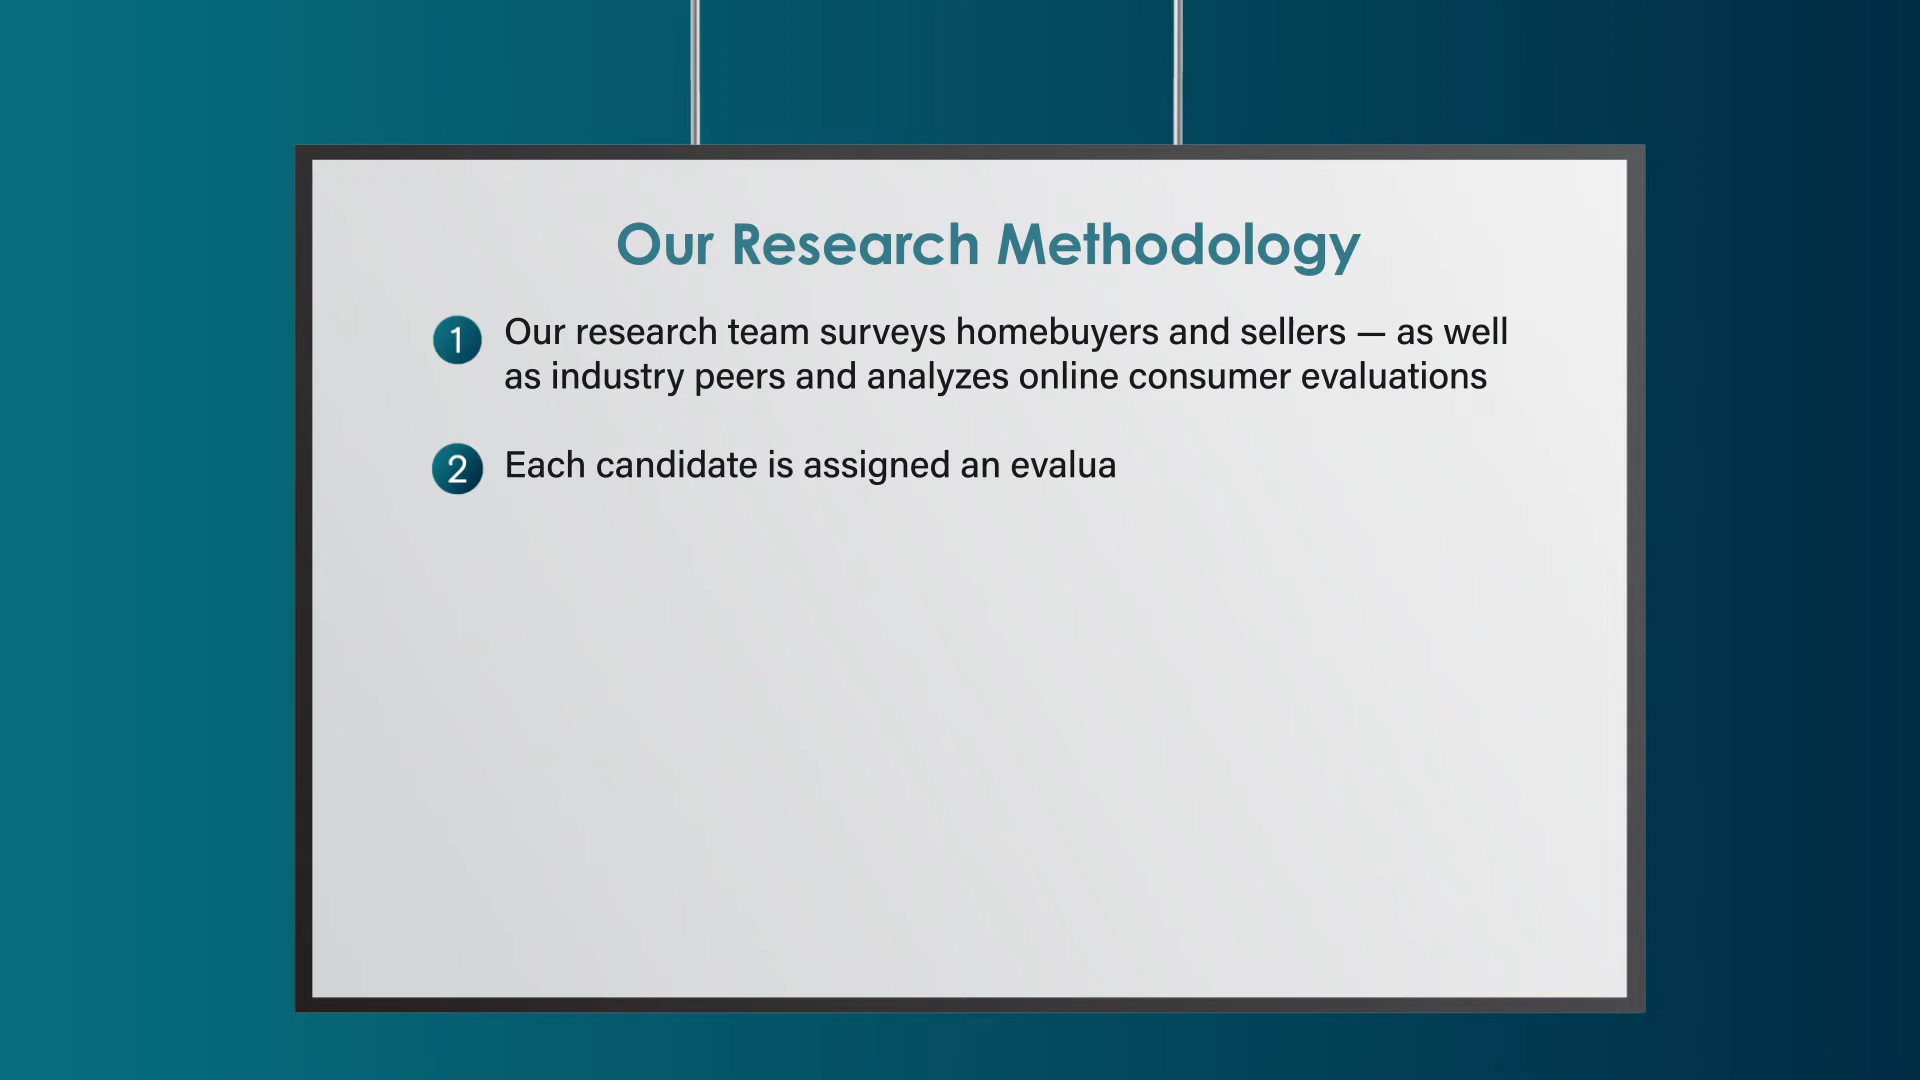 Our Research Methodology
1 Our research team surveys homebuyers and sellers — as well
as industry peers and analyzes online consumer evaluations
2 Each candidate is assigned an evalua